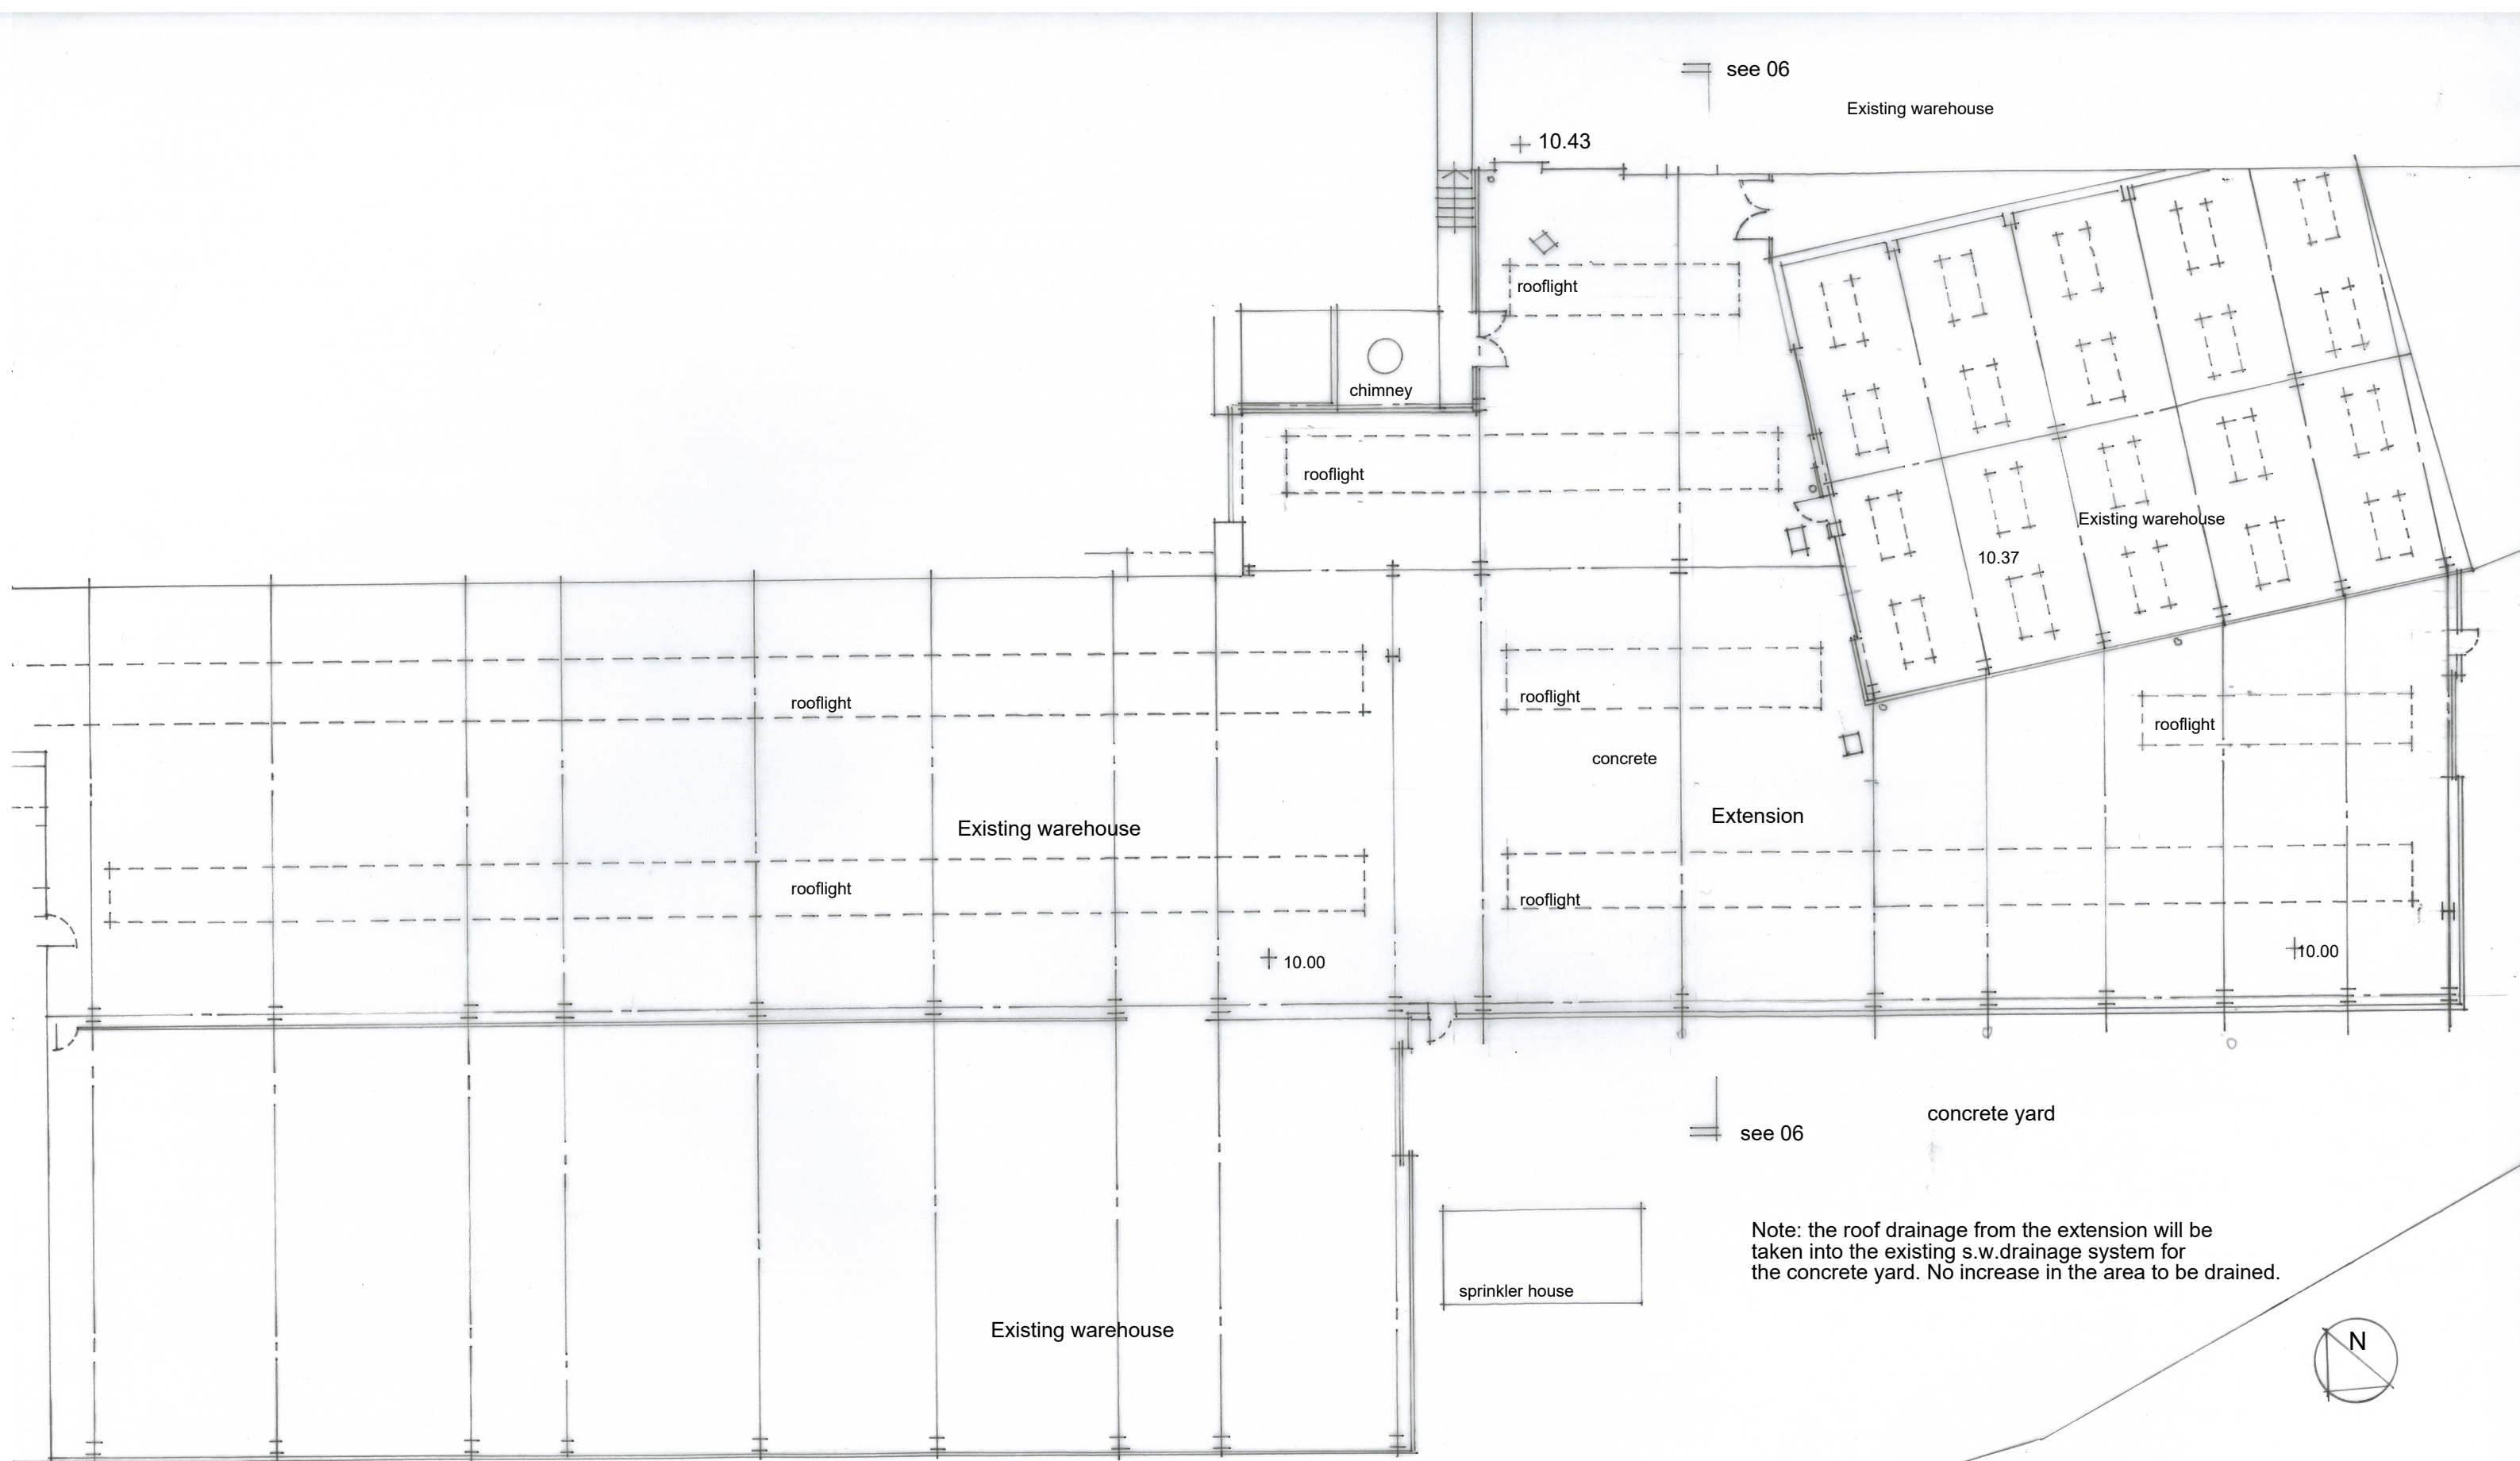 see 06
Existing warehouse
10.43
rooflight
chimney
rooflight
Existing warehouse
10.37
rooflight
rooflight
rooflight
concrete
Extension
Existing warehouse
rooflight
rooflight
10.00
10.00
see 06
concrete yard
Note: the roof drainage from the extension will be
taken into the existing s.w.drainage system for
the concrete yard. No increase in the area to be drained.
sprinkler house
Existing warehouse
N